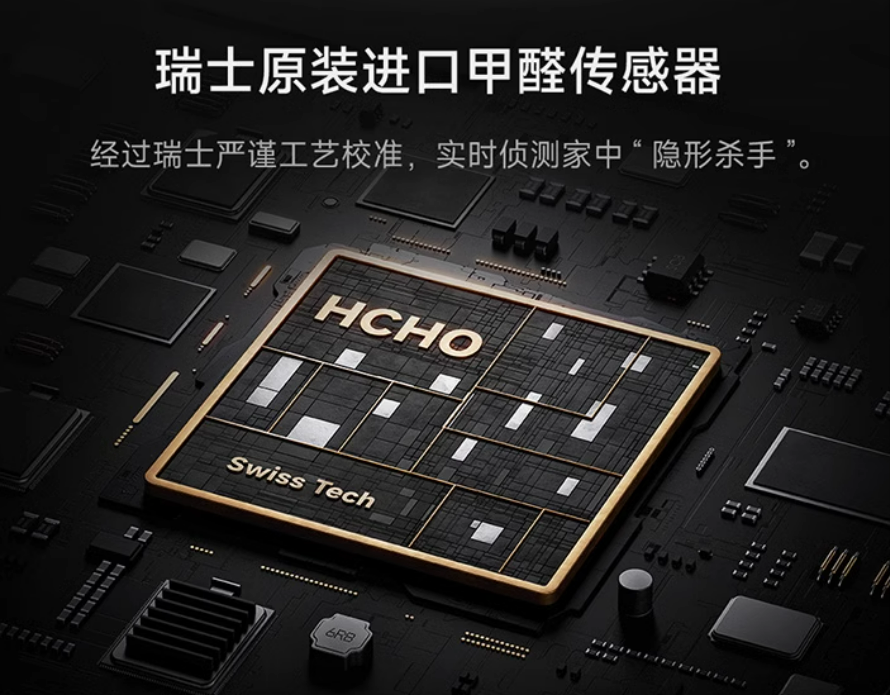 瑞士原装进口甲醛传感器
经过瑞士严谨工艺校准，实时侦测家中“隐形杀手”。
HCHO
Swiss Tech
6R8